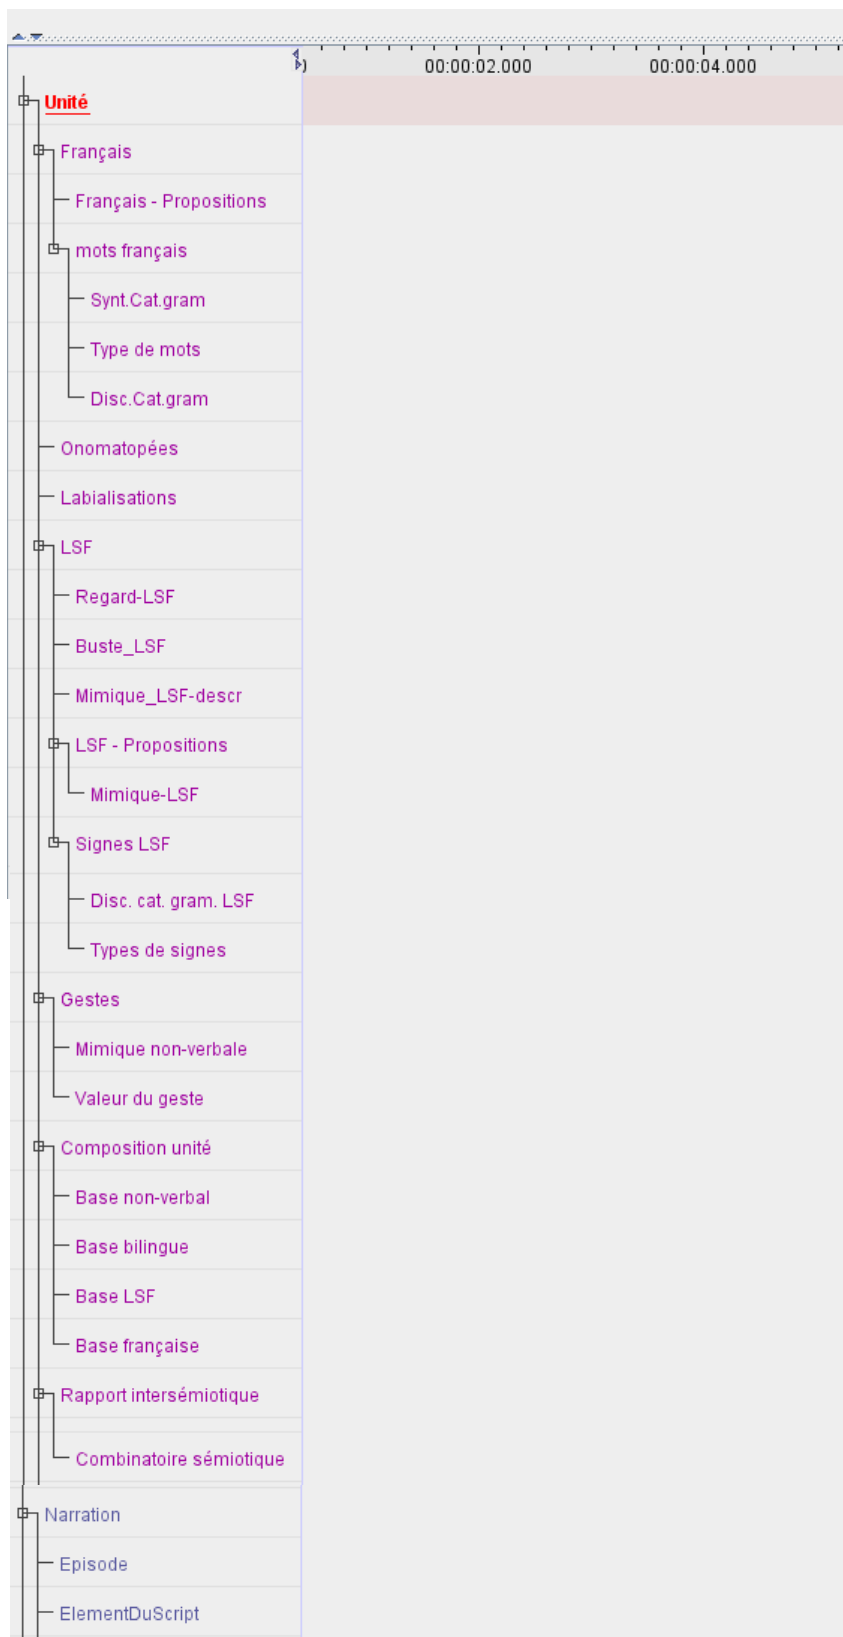 00:00:02.000 00:00:04.000
Unité
Français
Français - Propositions
mots français
Synt.Cat.gram
Type de mots
Disc.Cat.gram
Onomatopées
Labialisations
LSF
Regard-LSF
Buste_LSF
Mimique_LSF-descr
LSF - Propositions
Mimique-LSF
Signes LSF
Disc. cat. gram. LSF
Types de signes
Gestes
Mimique non-verbale
Valeur du geste
Composition unité
Base non-verbal
Base bilingue
Base LSF
Base française
Rapport intersémiotique
Combinatoire sémiotique
Narration
Episode
ElementDuScript